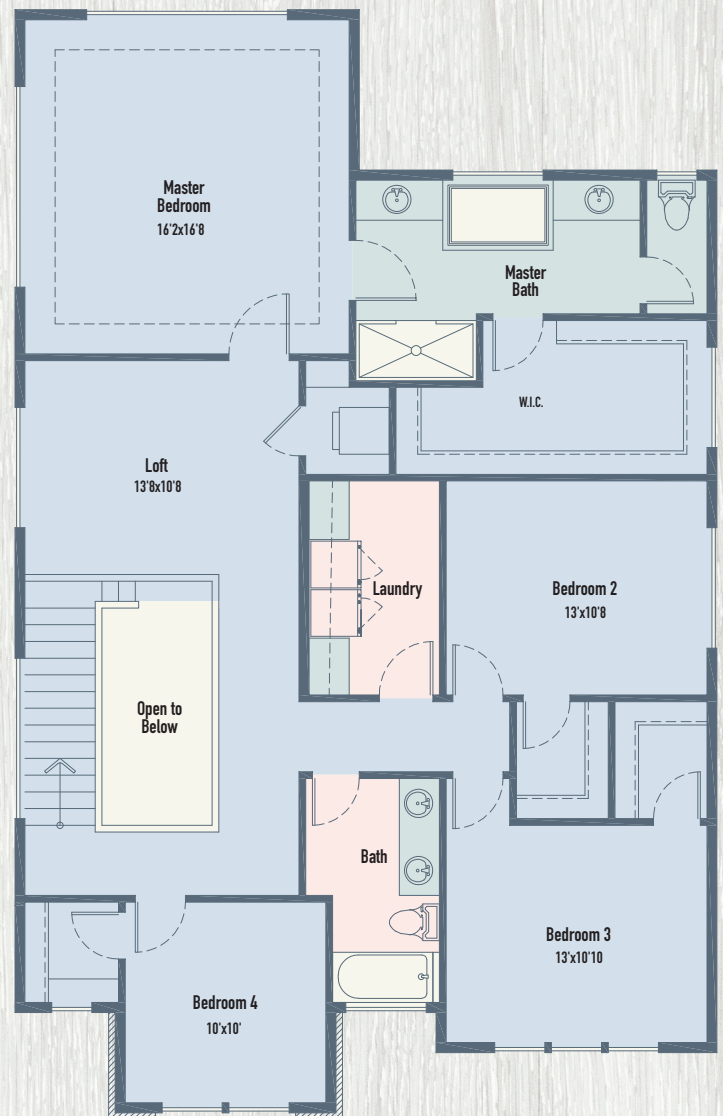 Master
Bedroom
16'2x16'8
Master
Bath
W.I.C.
Loft
13'8x10'8
Laundry
Bedroom 2
13'x10'8
Open to
Below
Bath
Bedroom 3
13'x10'10
Bedroom 4
10'x10'